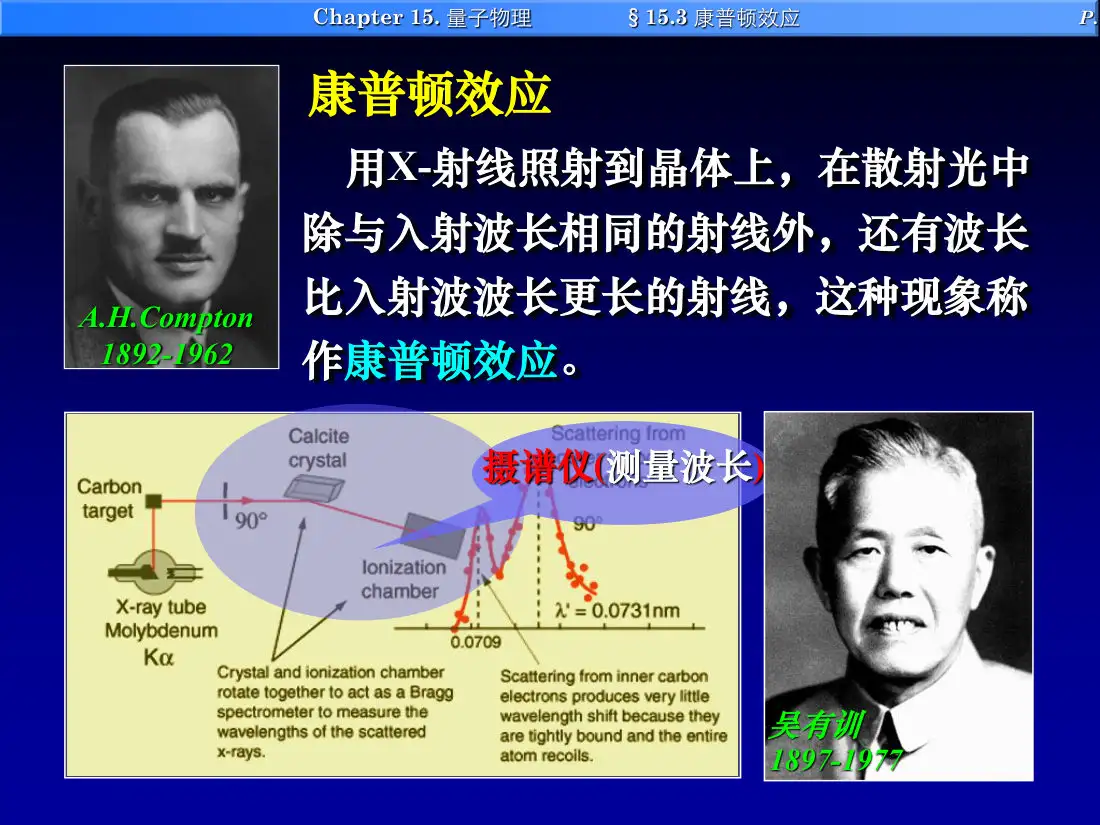 Chapter 15. 量子物理 § 15.3 康普顿效应 P.
康普顿效应
用X-射线照射到晶体上，在散射光中
除与入射波长相同的射线外，还有波长
比入射波波长更长的射线，这种现象称
作康普顿效应。
A.H.Compton
1892-1962
Calcite
crystal
Scattering from
electrons
摄谱仪(测量波长)
Carbon
target
90°
90°
Ionization
chamber
X-ray tube
Molybdenum
Kα
λ' = 0.0731nm
0.0709
Crystal and ionization chamber
rotate together to act as a Bragg
spectrometer to measure the
wavelengths of the scattered
x-rays.
Scattering from inner carbon
electrons produces very little
wavelength shift because they
are tightly bound and the entire
atom recoils.
吴有训
1897-1977